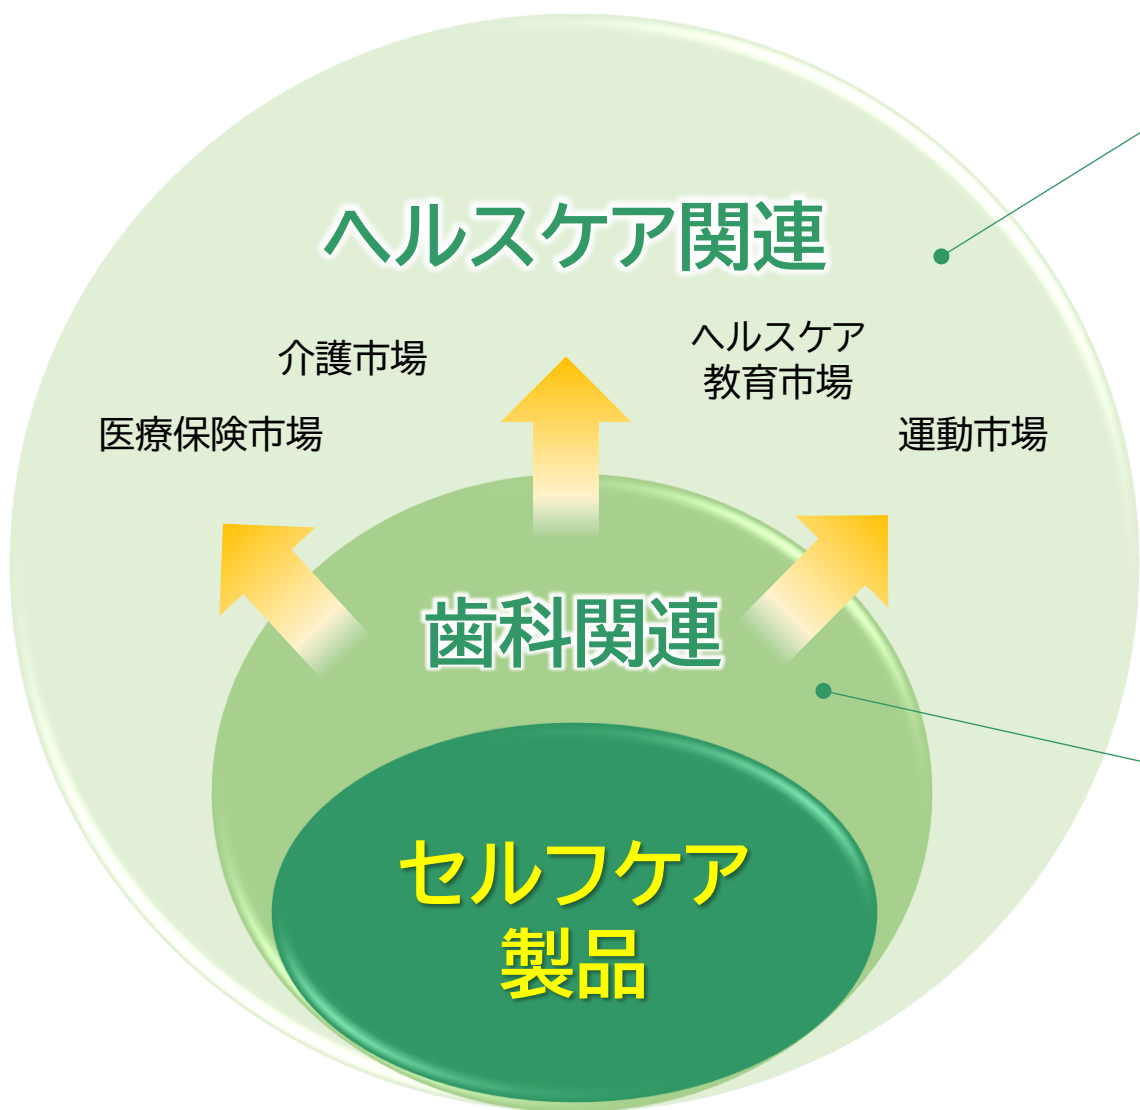 ヘルスケア関連
介護市場
ヘルスケア
教育市場
医療保険市場
運動市場
歯科関連
セルフケア
製品